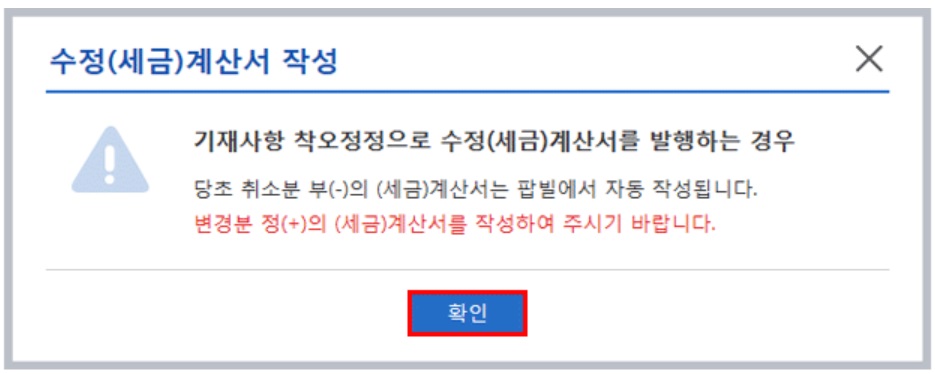 수정(세금)계산서 작성
기재사항 착오정정으로 수정(세금)계산서를 발행하는 경우
당초 취소분 부(-)의 (세금)계산서는 팝빌에서 자동 작성됩니다.
변경분 정(+)의 (세금)계산서를 작성하여 주시기 바랍니다.
확인